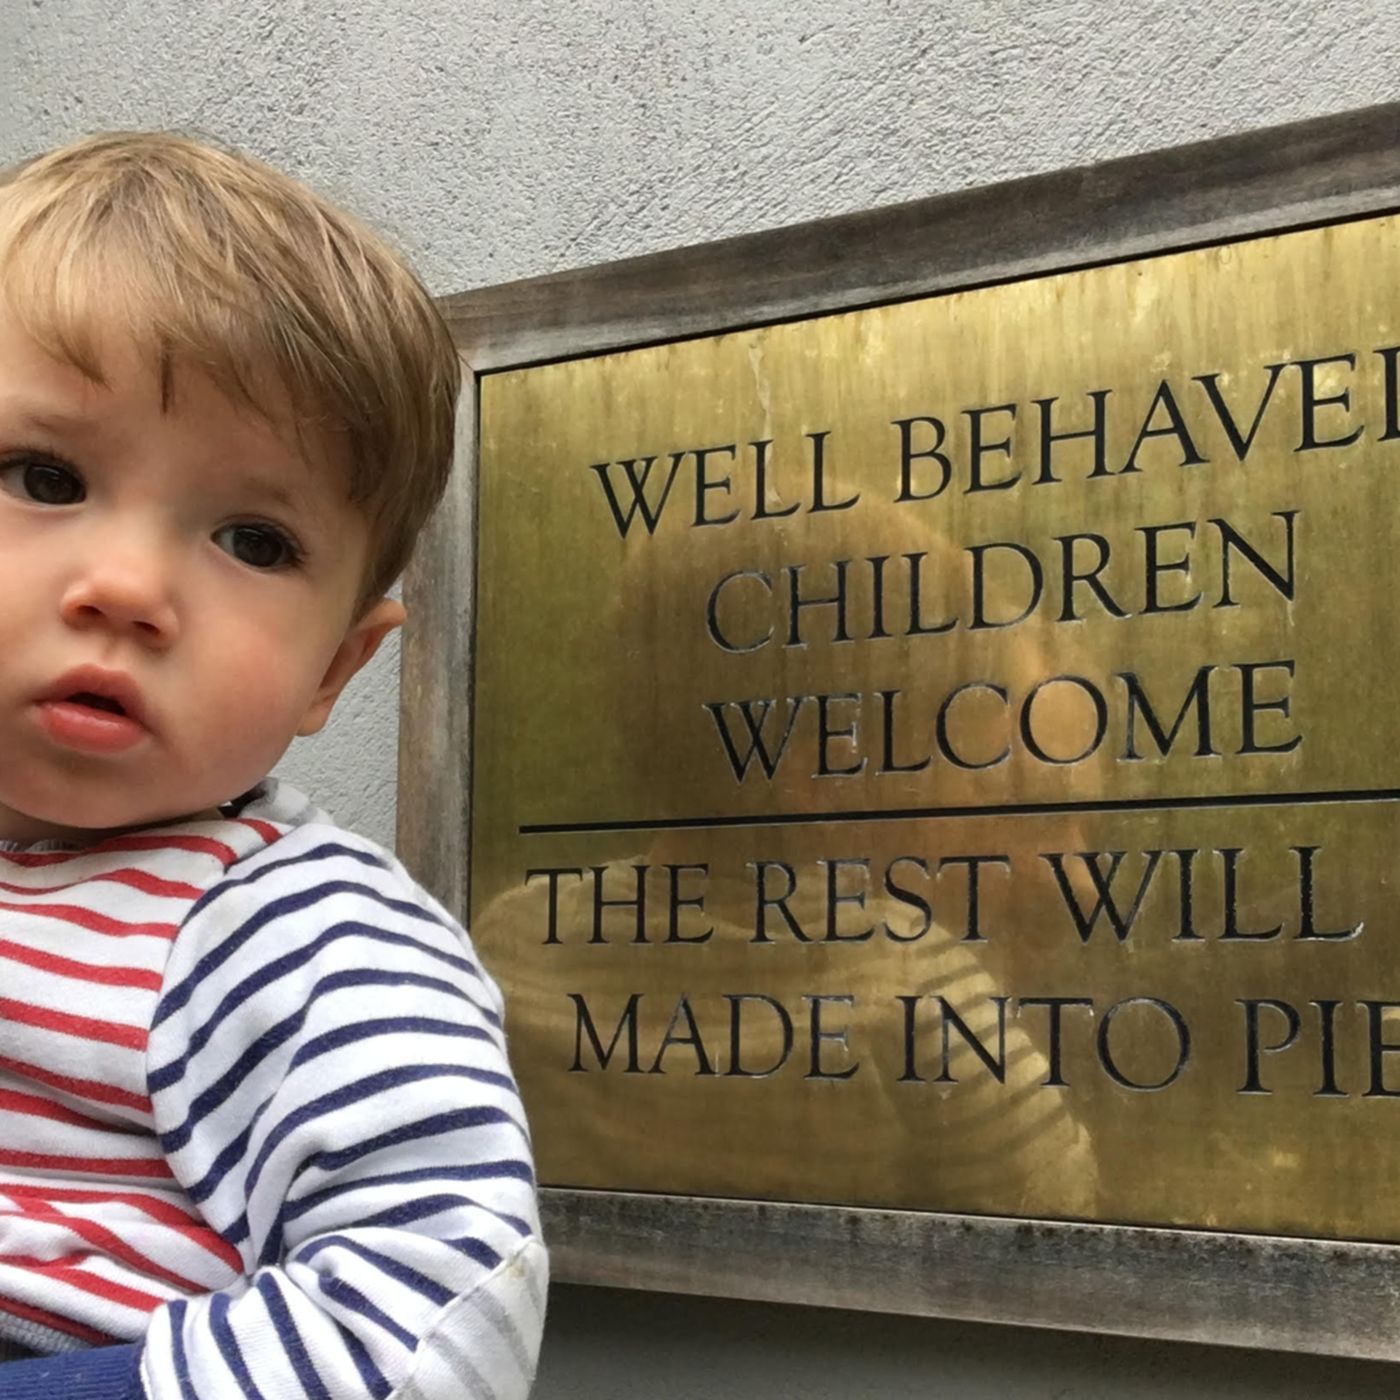 WELL BEHAVE
CHILDREN
WELCOME
THE REST WILL
MADE INTO PIE